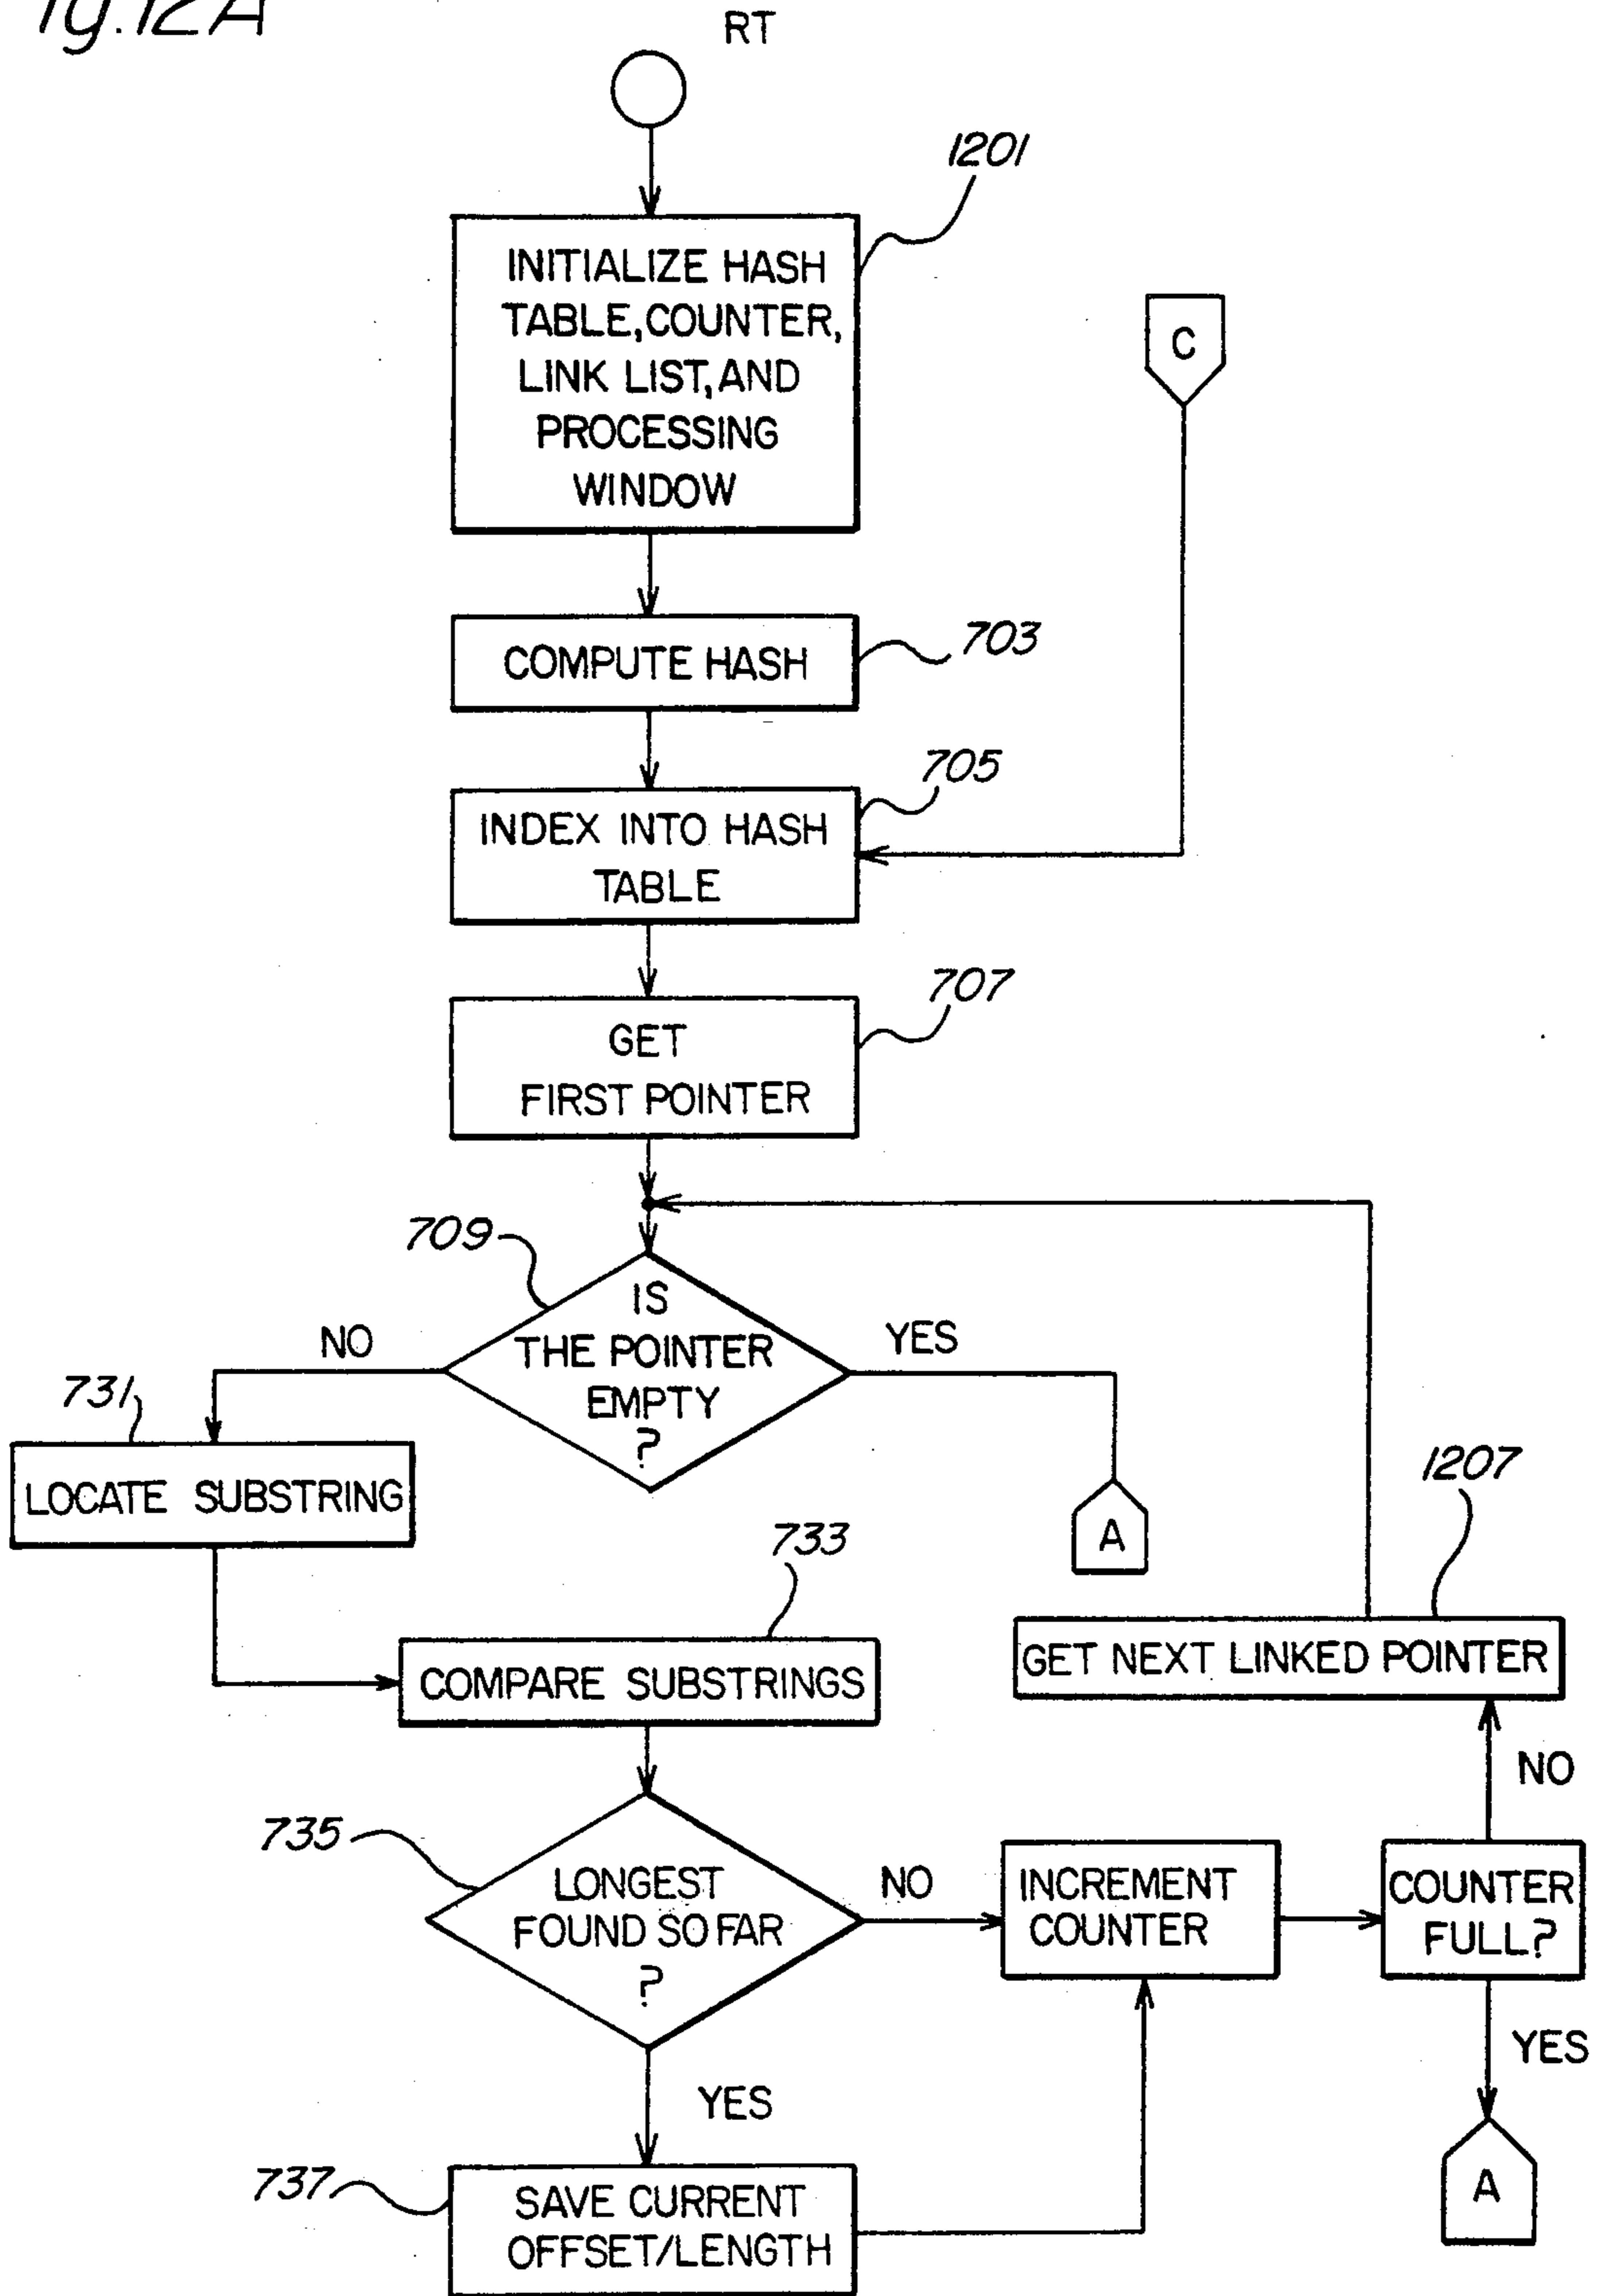 ig.12A
RT
1201
INITIALIZE HASH
TABLE, COUNTER,
LINK LIST, AND
PROCESSING
WINDOW
C
COMPUTE HASH
703
705
INDEX INTO HASH
TABLE
707
GET
FIRST POINTER
709
IS
THE POINTER
EMPTY
?
NO
YES
731
LOCATE SUBSTRING
A
1207
733
GET NEXT LINKED POINTER
COMPARE SUBSTRINGS
NO
735
LONGEST
FOUND SO FAR
?
NO
INCREMENT
COUNTER
COUNTER
FULL?
YES
YES
737
SAVE CURRENT
OFFSET/LENGTH
A